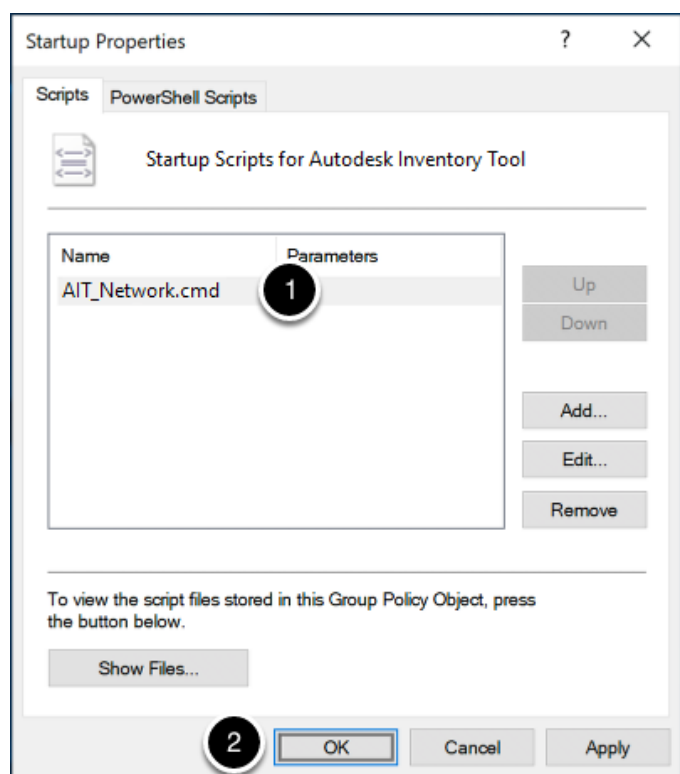 Startup Properties
?
Scripts
PowerShell Scripts
Startup Scripts for Autodesk Inventory Tool
Name
Parameters
AIT_Network.cmd
1
Up
Down
Add...
Edit...
Remove
To view the script files stored in this Group Policy Object, press
the button below.
Show Files...
2
OK
Cancel
Apply